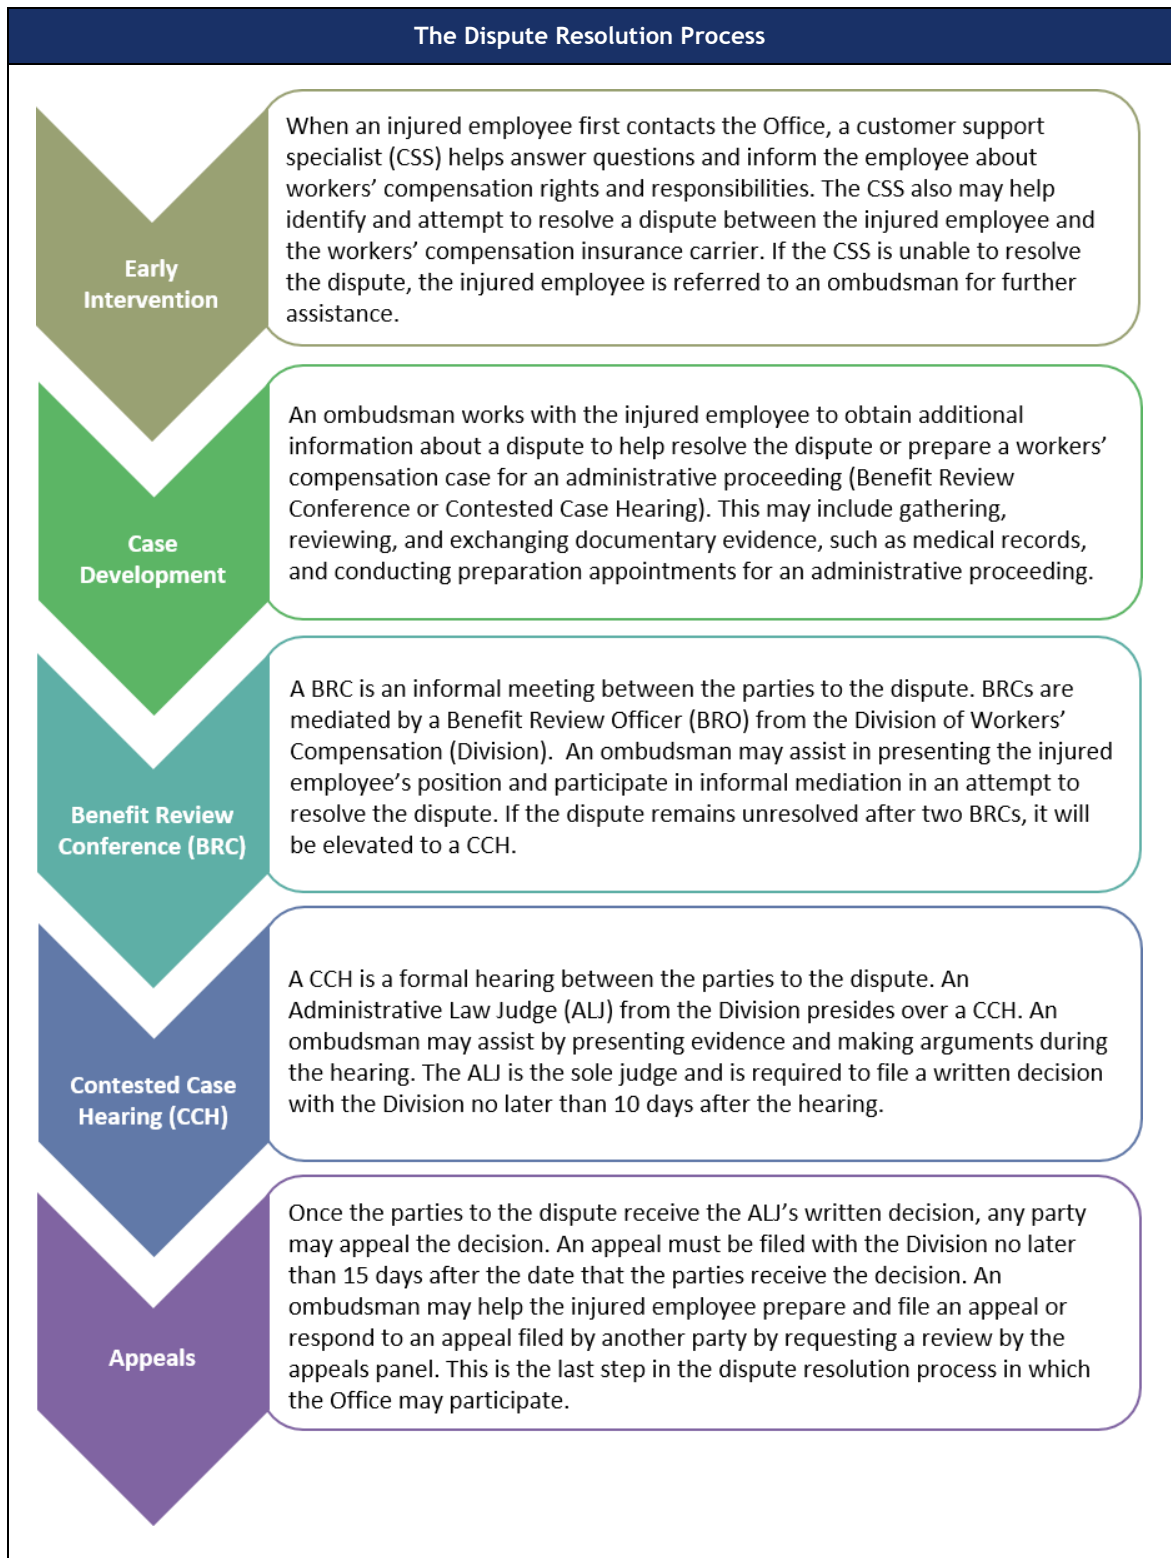 The Dispute Resolution Process
Early
Intervention
When an injured employee first contacts the Office, a customer support
specialist (CSS) helps answer questions and inform the employee about
workers’ compensation rights and responsibilities. The CSS also may help
identify and attempt to resolve a dispute between the injured employee and
the workers’ compensation insurance carrier. If the CSS is unable to resolve
the dispute, the injured employee is referred to an ombudsman for further
assistance.
Case
Development
An ombudsman works with the injured employee to obtain additional
information about a dispute to help resolve the dispute or prepare a workers’
compensation case for an administrative proceeding (Benefit Review
Conference or Contested Case Hearing). This may include gathering,
reviewing, and exchanging documentary evidence, such as medical records,
and conducting preparation appointments for an administrative proceeding.
Benefit Review
Conference (BRC)
A BRC is an informal meeting between the parties to the dispute. BRCs are
mediated by a Benefit Review Officer (BRO) from the Division of Workers’
Compensation (Division).  An ombudsman may assist in presenting the injured
employee’s position and participate in informal mediation in an attempt to
resolve the dispute. If the dispute remains unresolved after two BRCs, it will
be elevated to a CCH.
Contested Case
Hearing (CCH)
A CCH is a formal hearing between the parties to the dispute. An
Administrative Law Judge (ALJ) from the Division presides over a CCH. An
ombudsman may assist by presenting evidence and making arguments during
the hearing. The ALJ is the sole judge and is required to file a written decision
with the Division no later than 10 days after the hearing.
Appeals
Once the parties to the dispute receive the ALJ’s written decision, any party
may appeal the decision. An appeal must be filed with the Division no later
than 15 days after the date that the parties receive the decision. An
ombudsman may help the injured employee prepare and file an appeal or
respond to an appeal filed by another party by requesting a review by the
appeals panel. This is the last step in the dispute resolution process in which
the Office may participate.